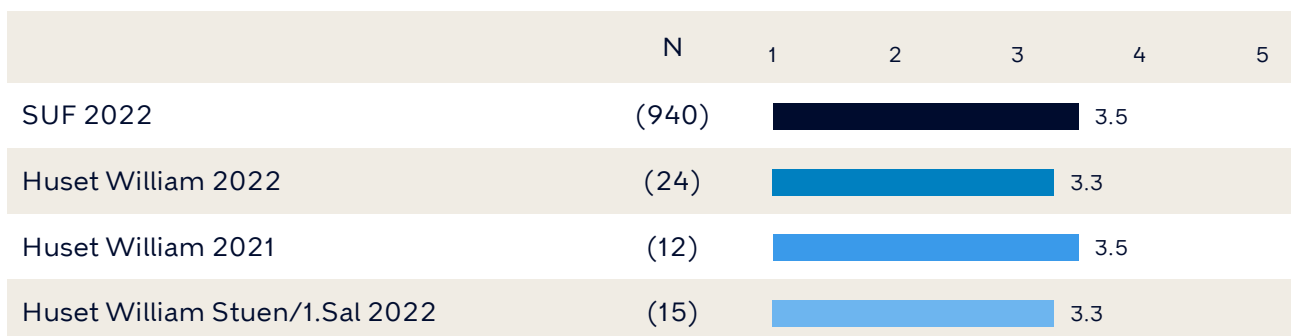 N 1 2 3 4 5
SUF 2022 (940) 3.5
Huset William 2022 (24) 3.3
Huset William 2021 (12) 3.5
Huset William Stuen/1.Sal 2022 (15) 3.3